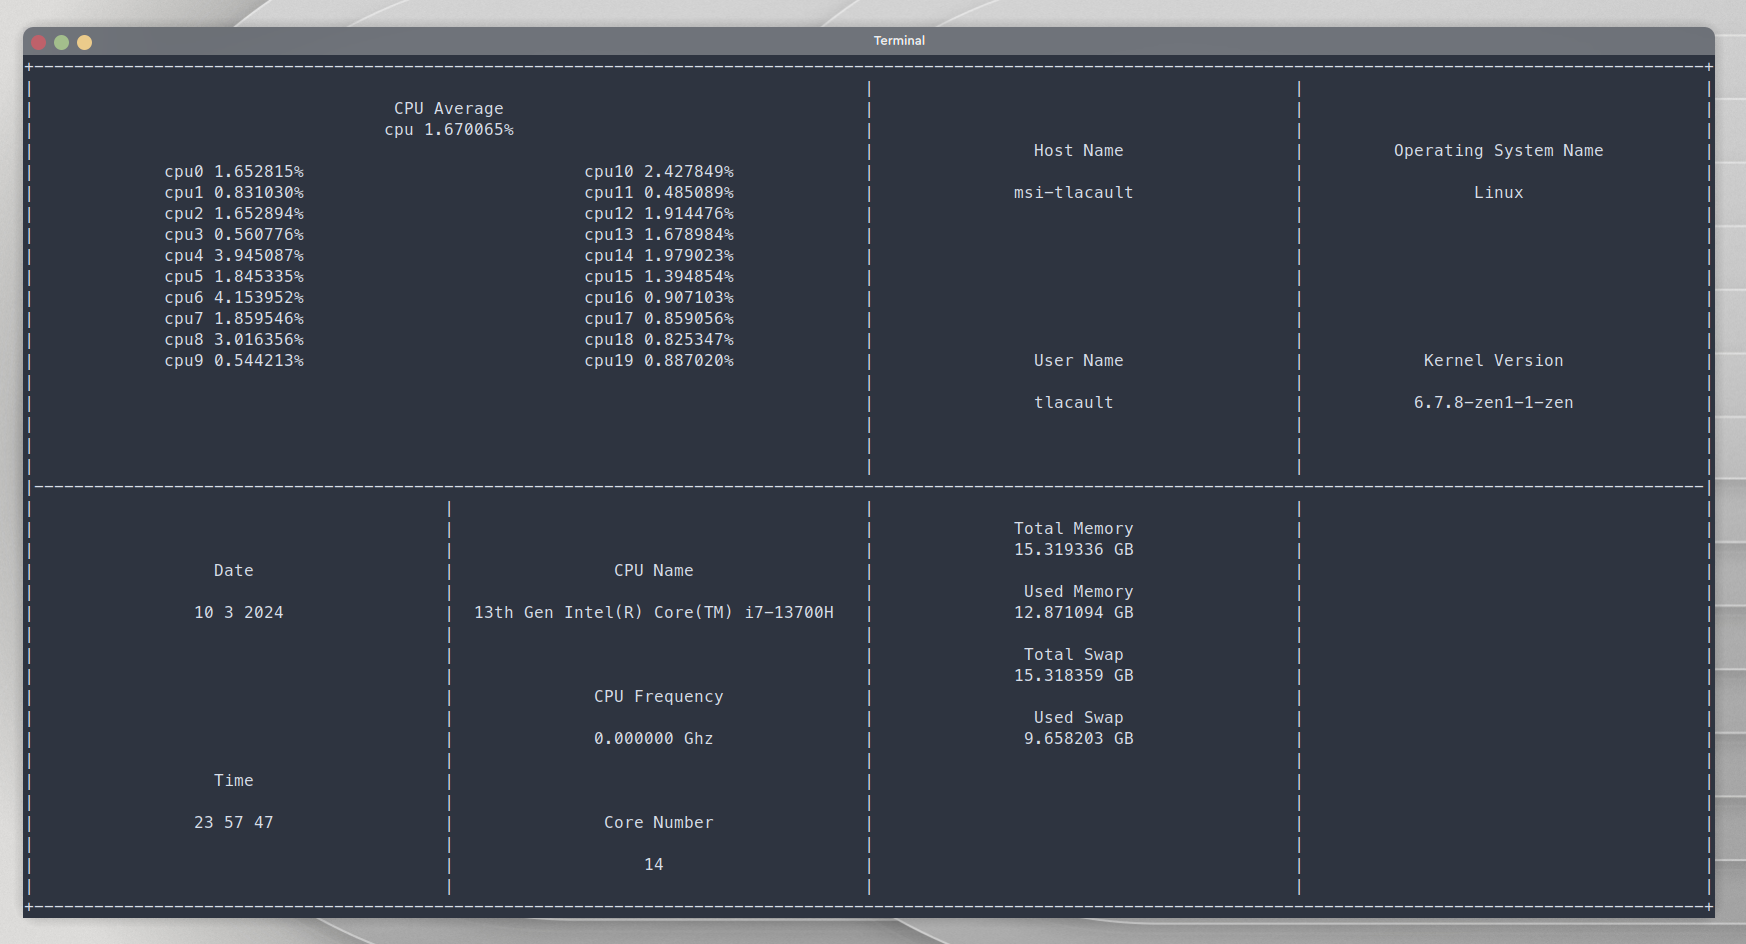 Terminal
CPU Average
cpu 1.670065%
cpu0 1.652815%
cpu1 0.831030%
cpu2 1.652894%
cpu3 0.560776%
cpu4 3.945087%
cpu5 1.845335%
cpu6 4.153952%
cpu7 1.859546%
cpu8 3.016356%
cpu9 0.544213%
cpu10 2.427849%
cpu11 0.485089%
cpu12 1.914476%
cpu13 1.678984%
cpu14 1.979023%
cpu15 1.394854%
cpu16 0.907103%
cpu17 0.859056%
cpu18 0.825347%
cpu19 0.887020%
Host Name
msi-tlacault
User Name
tlacault
Operating System Name
Linux
Kernel Version
6.7.8-zen1-1-zen
Date
10 3 2024
Time
23 57 47
CPU Name
13th Gen Intel(R) Core(TM) i7-13700H
CPU Frequency
0.000000 Ghz
Core Number
14
Total Memory
15.319336 GB
Used Memory
12.871094 GB
Total Swap
15.318359 GB
Used Swap
9.658203 GB